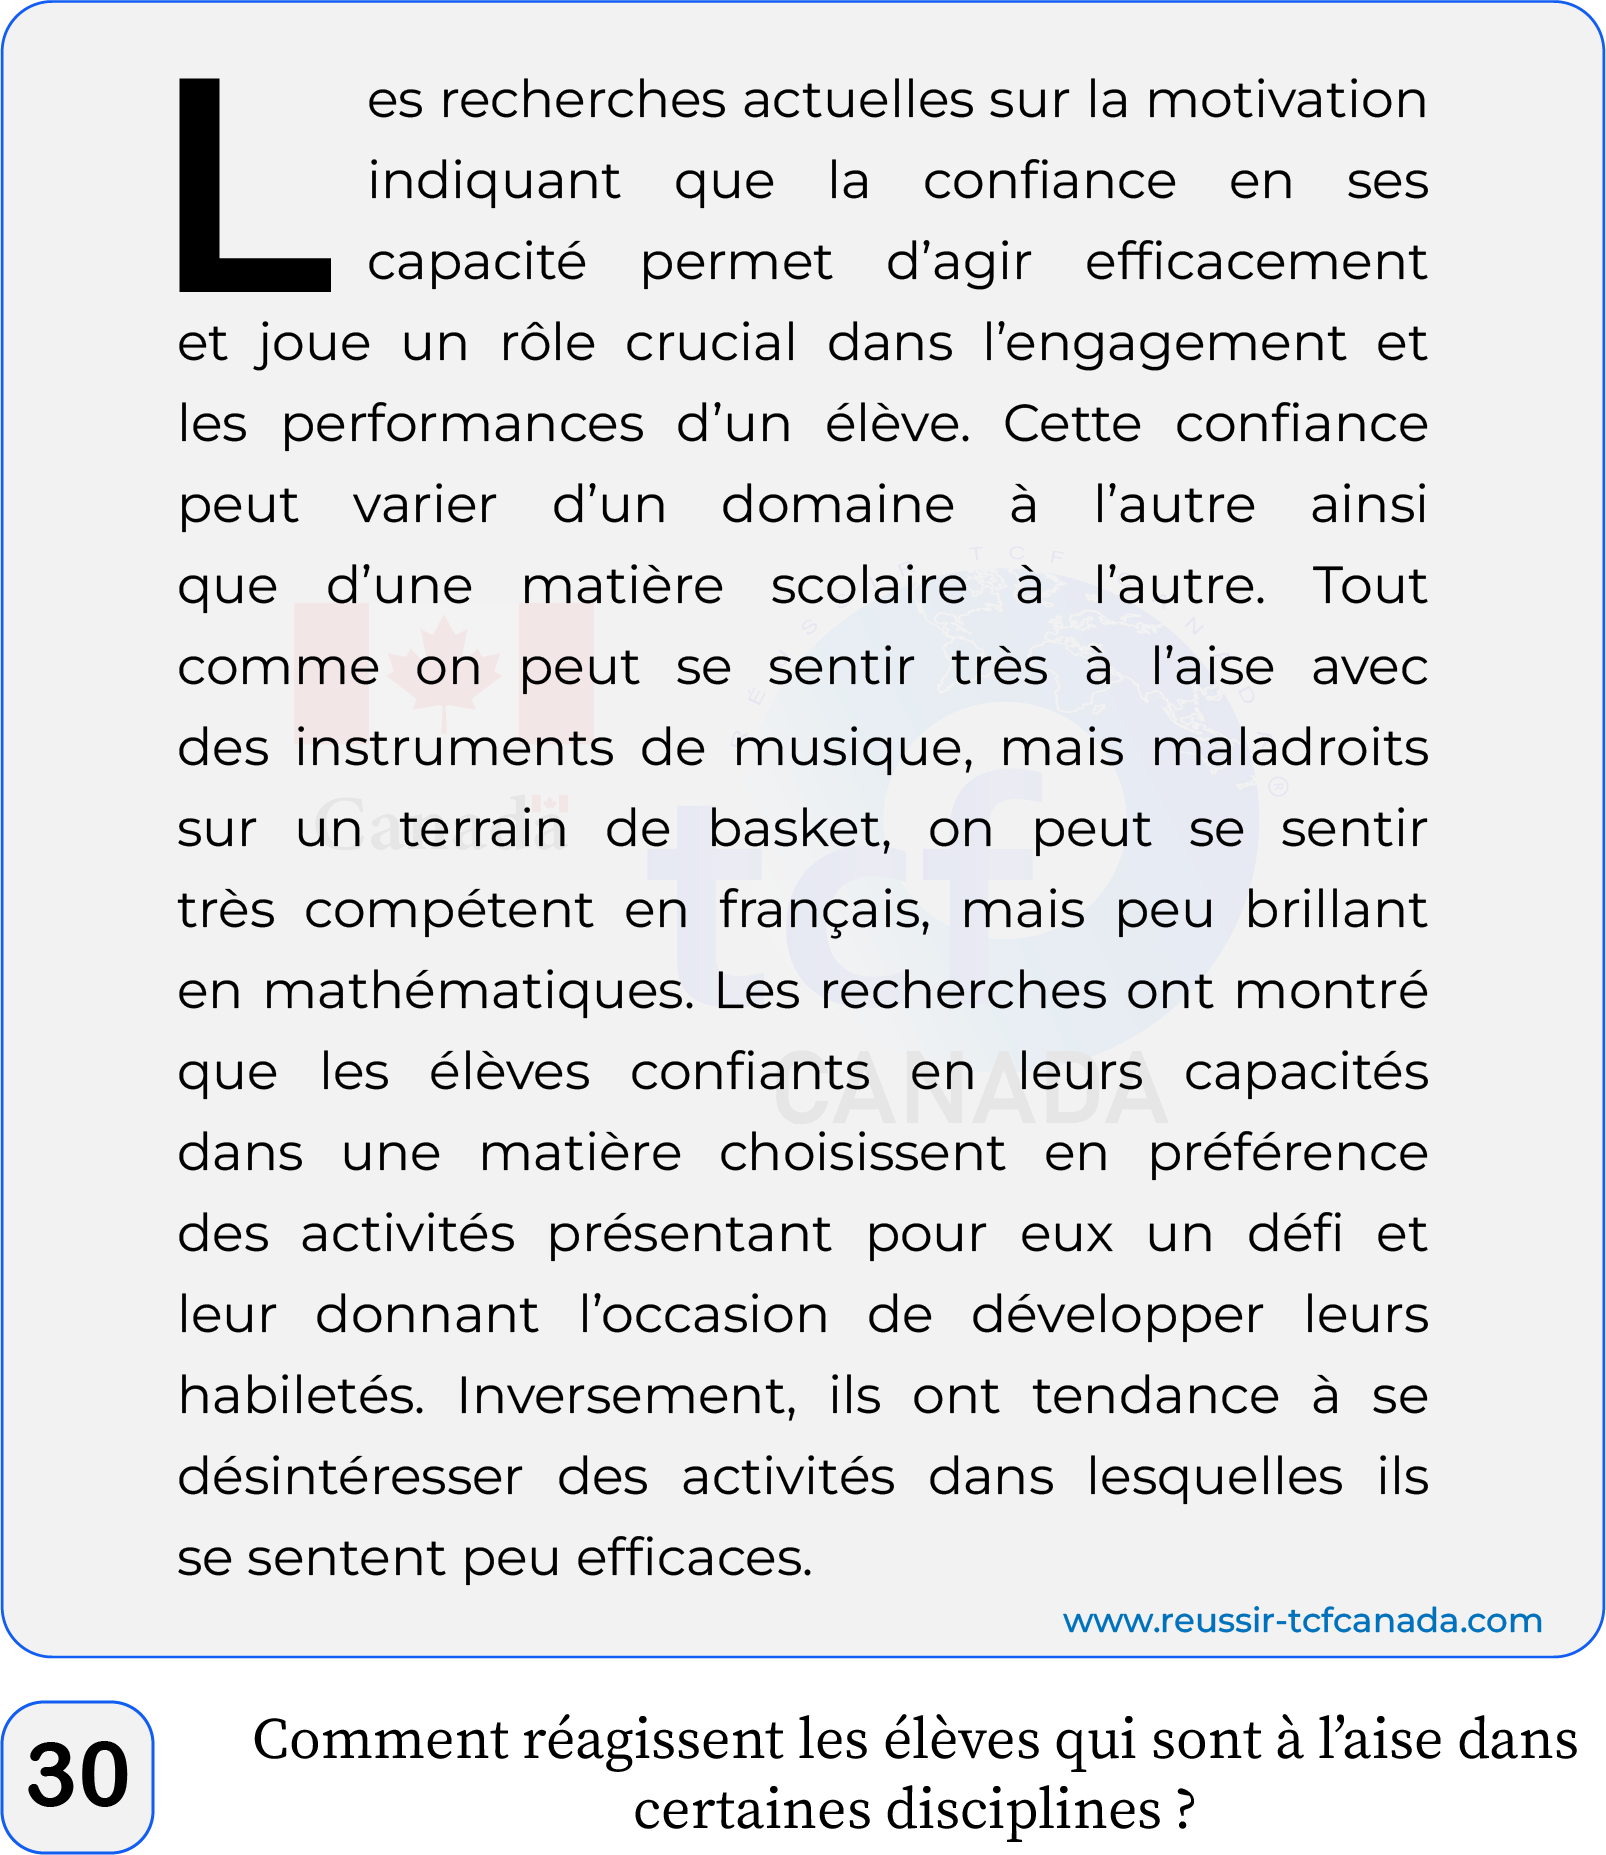 Les recherches actuelles sur la motivation
indiquant que la confiance en ses
capacité permet d’agir efficacement
et joue un rôle crucial dans l’engagement et
les performances d’un élève. Cette confiance
peut varier d’un domaine à l’autre ainsi
que d’une matière scolaire à l’autre. Tout
comme on peut se sentir très à l’aise avec
des instruments de musique, mais maladroits
sur un terrain de basket, on peut se sentir
très compétent en français, mais peu brillant
en mathématiques. Les recherches ont montré
que les élèves confiants en leurs capacités
dans une matière choisissent en préférence
des activités présentant pour eux un défi et
leur donnant l’occasion de développer leurs
habiletés. Inversement, ils ont tendance à se
désintéresser des activités dans lesquelles ils
se sentent peu efficaces.
Canada
tcf
CANADA
www.reussir-tcfcanada.com
30
Comment réagissent les élèves qui sont à l’aise dans
certaines disciplines ?